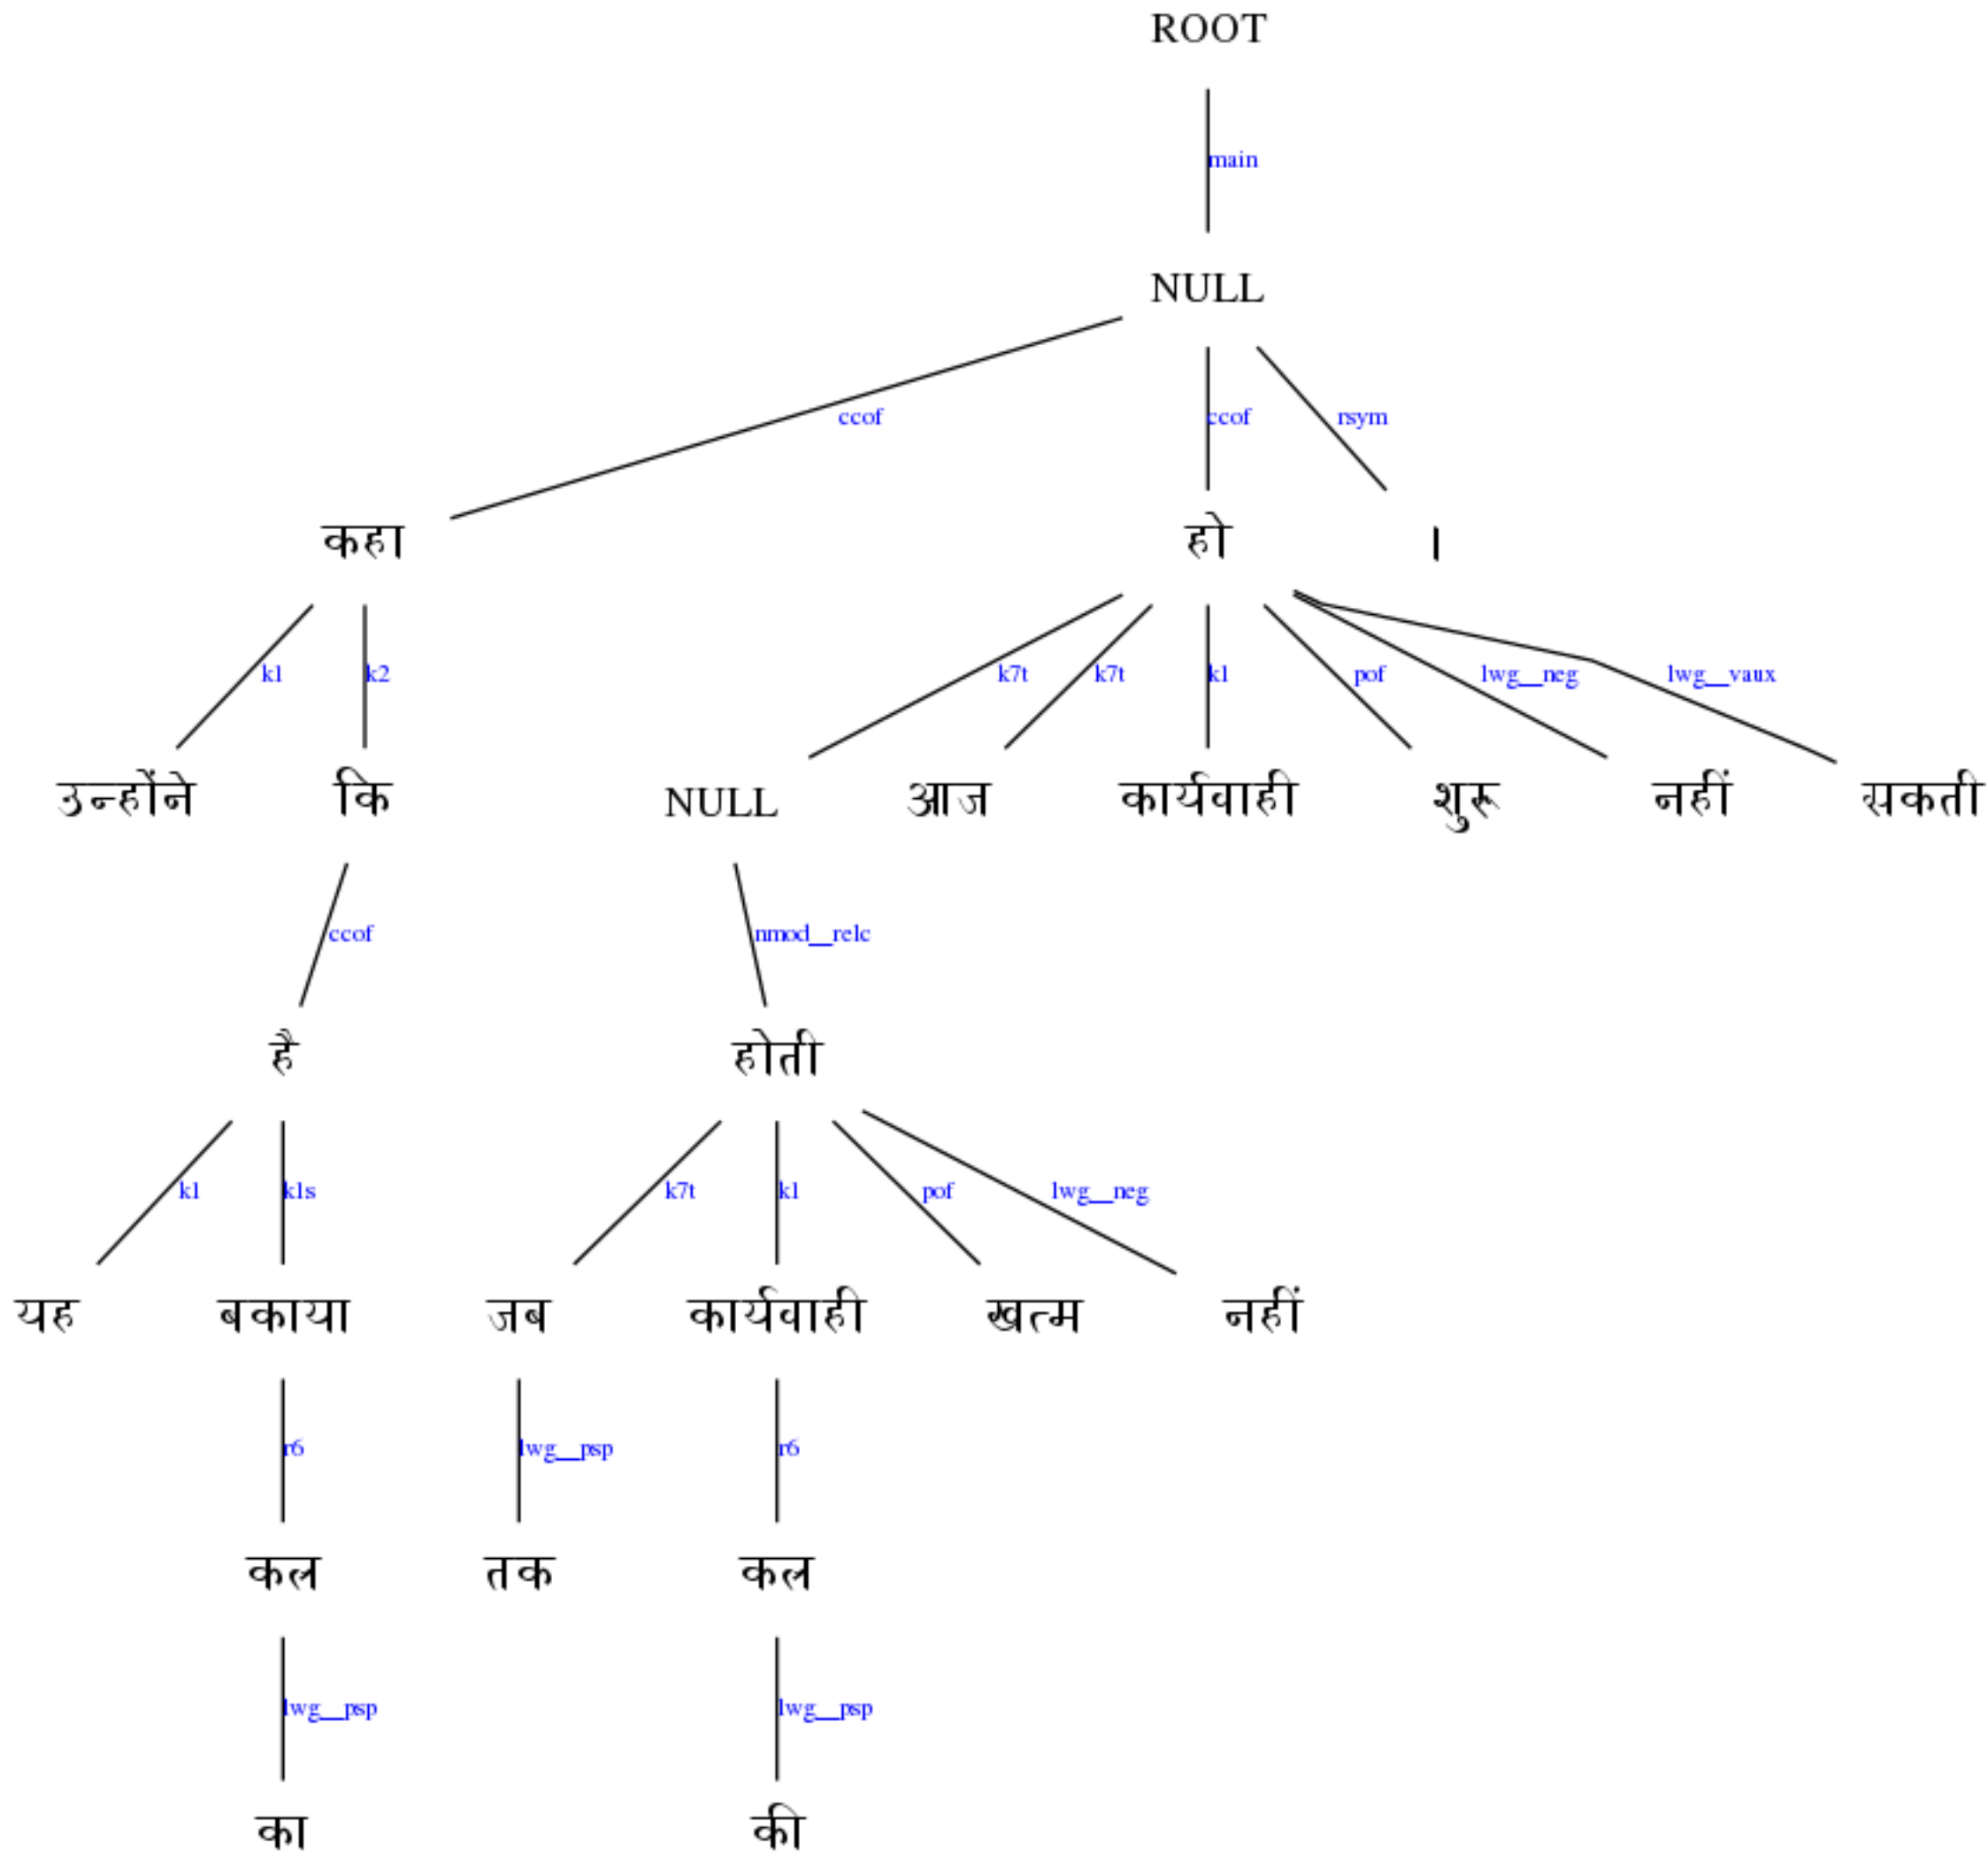 ROOT
main
NULL
ccof ccof rsym
कहा हो ।
k1 k2 k7t k7t k1 pof lwg__neg lwg__vaux
उन्होंने कि NULL आज कार्यवाही शुरू नहीं सकती
ccof nmod__relc
है होती
k1 k1s k7t k1 pof lwg__neg
यह बकाया जब कार्यवाही खत्म नहीं
r6 lwg__psp r6
कल तक कल
lwg__psp lwg__psp
का की